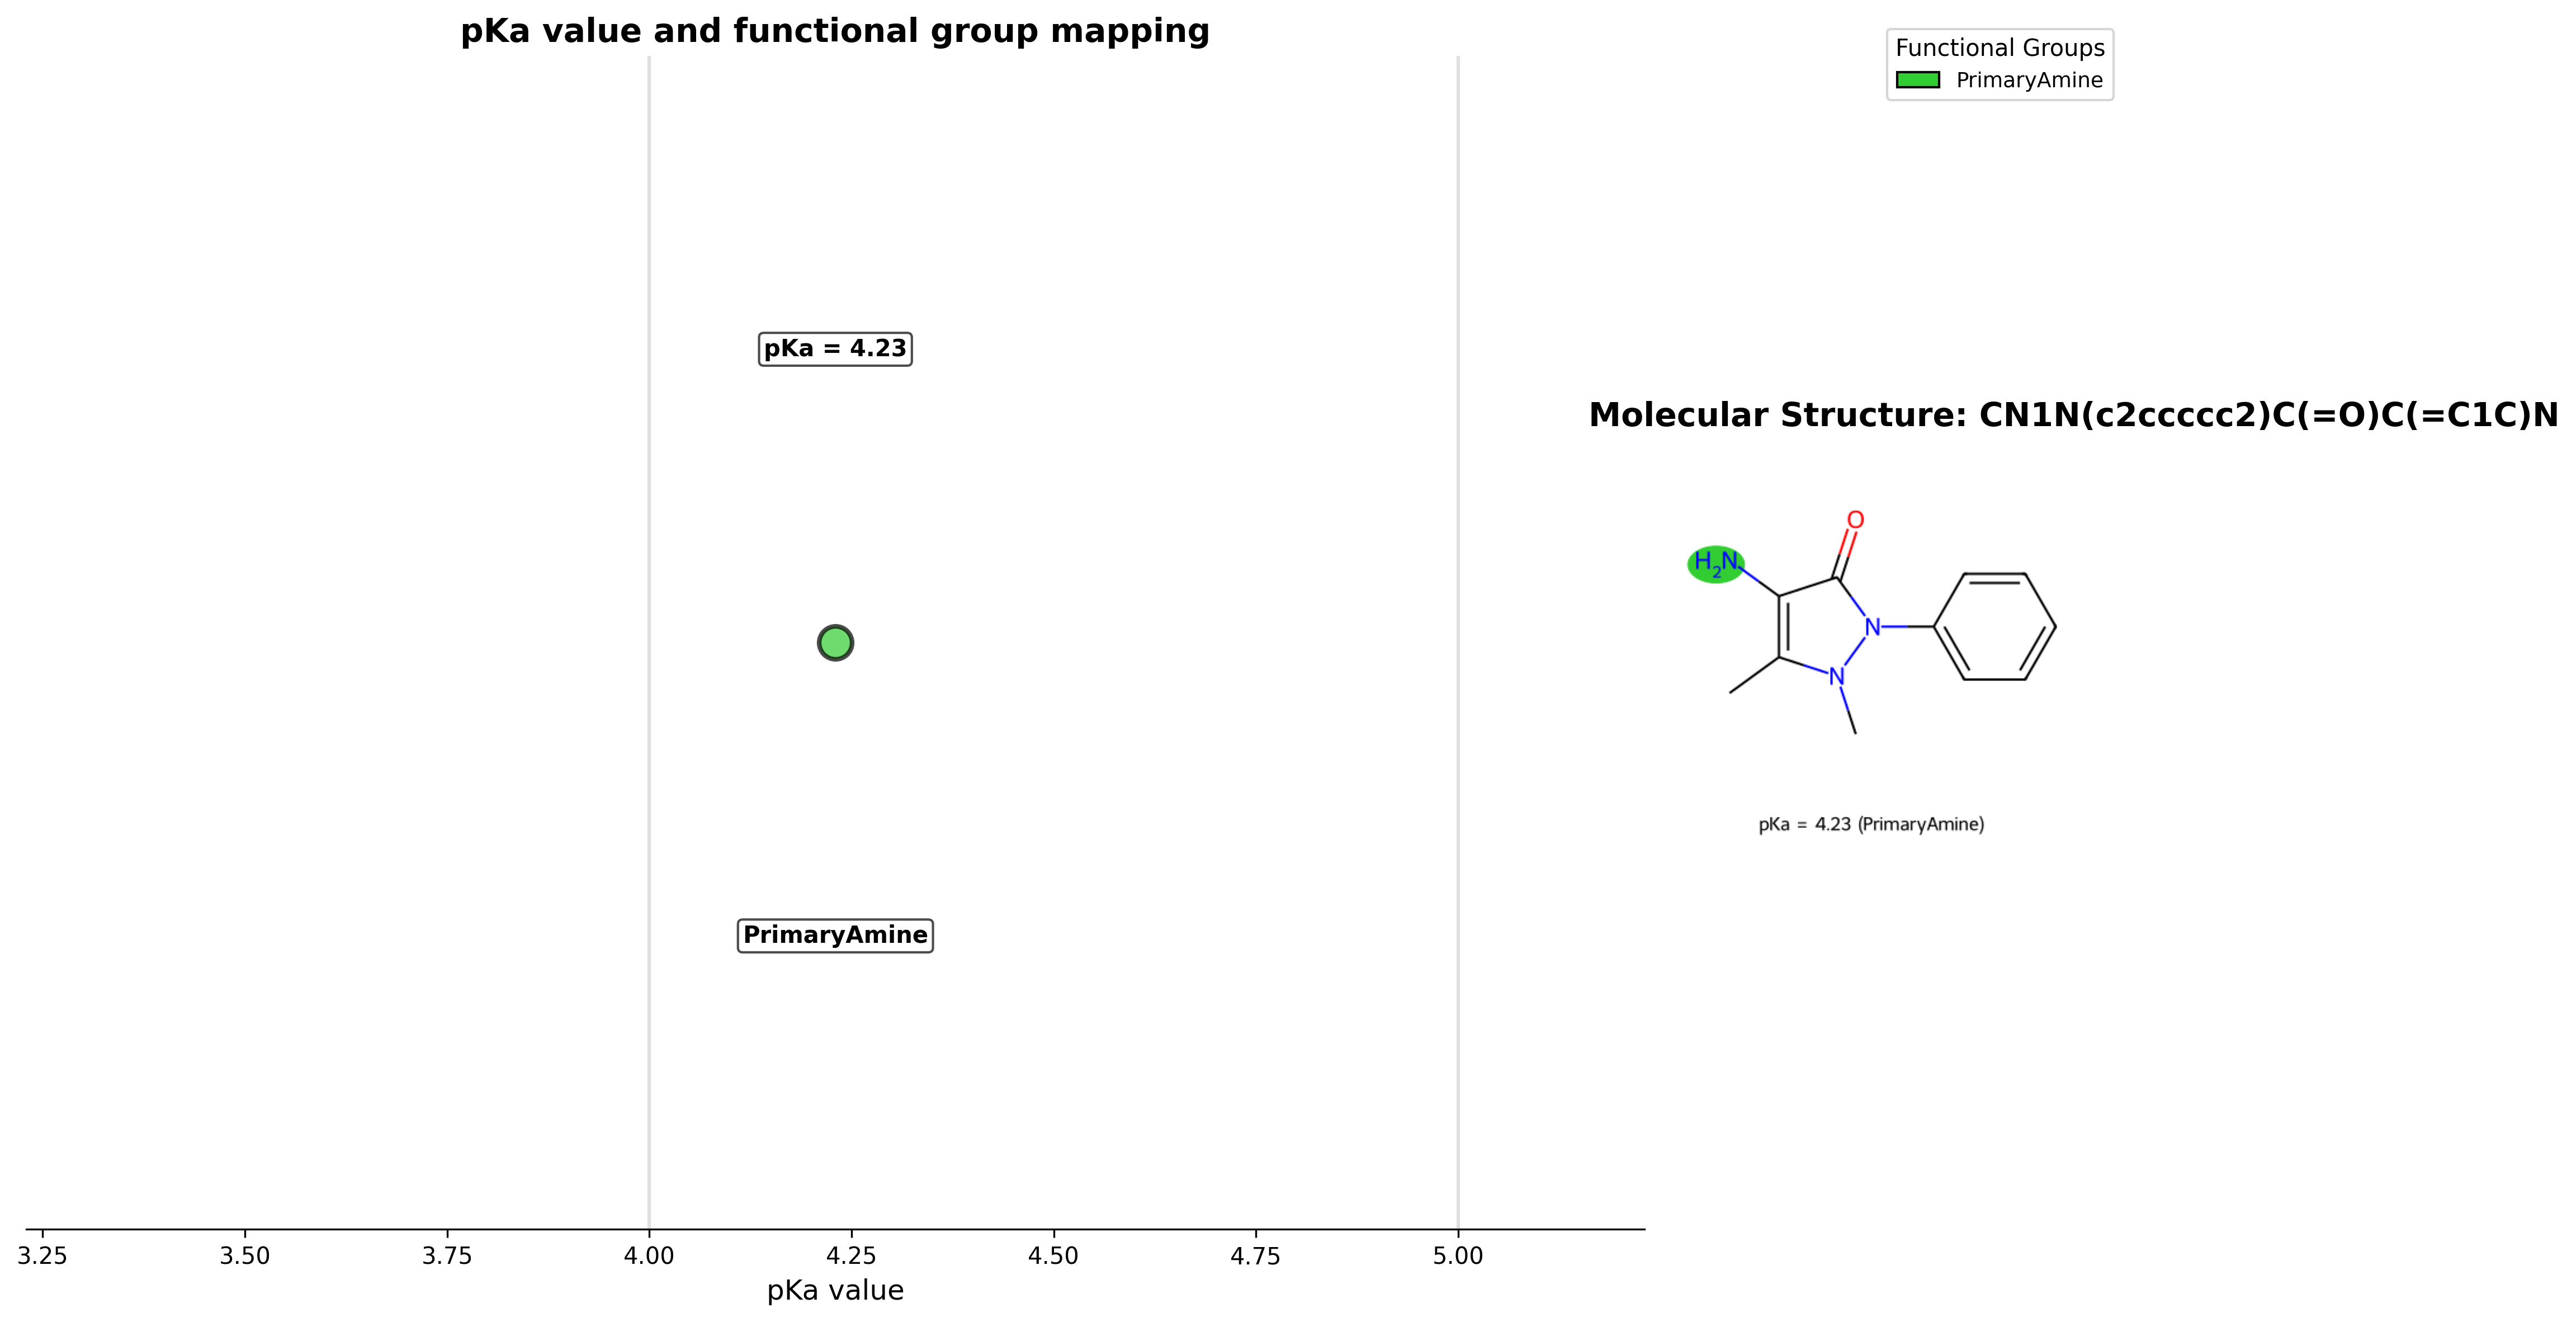 pKa value and functional group mapping
Functional Groups
PrimaryAmine
pKa = 4.23
Molecular Structure: CN1N(c2ccccc2)C(=O)C(=C1C)N
O
H2N
N
N
pKa = 4.23 (PrimaryAmine)
PrimaryAmine
3.25 3.50 3.75 4.00 4.25 4.50 4.75 5.00
pKa value